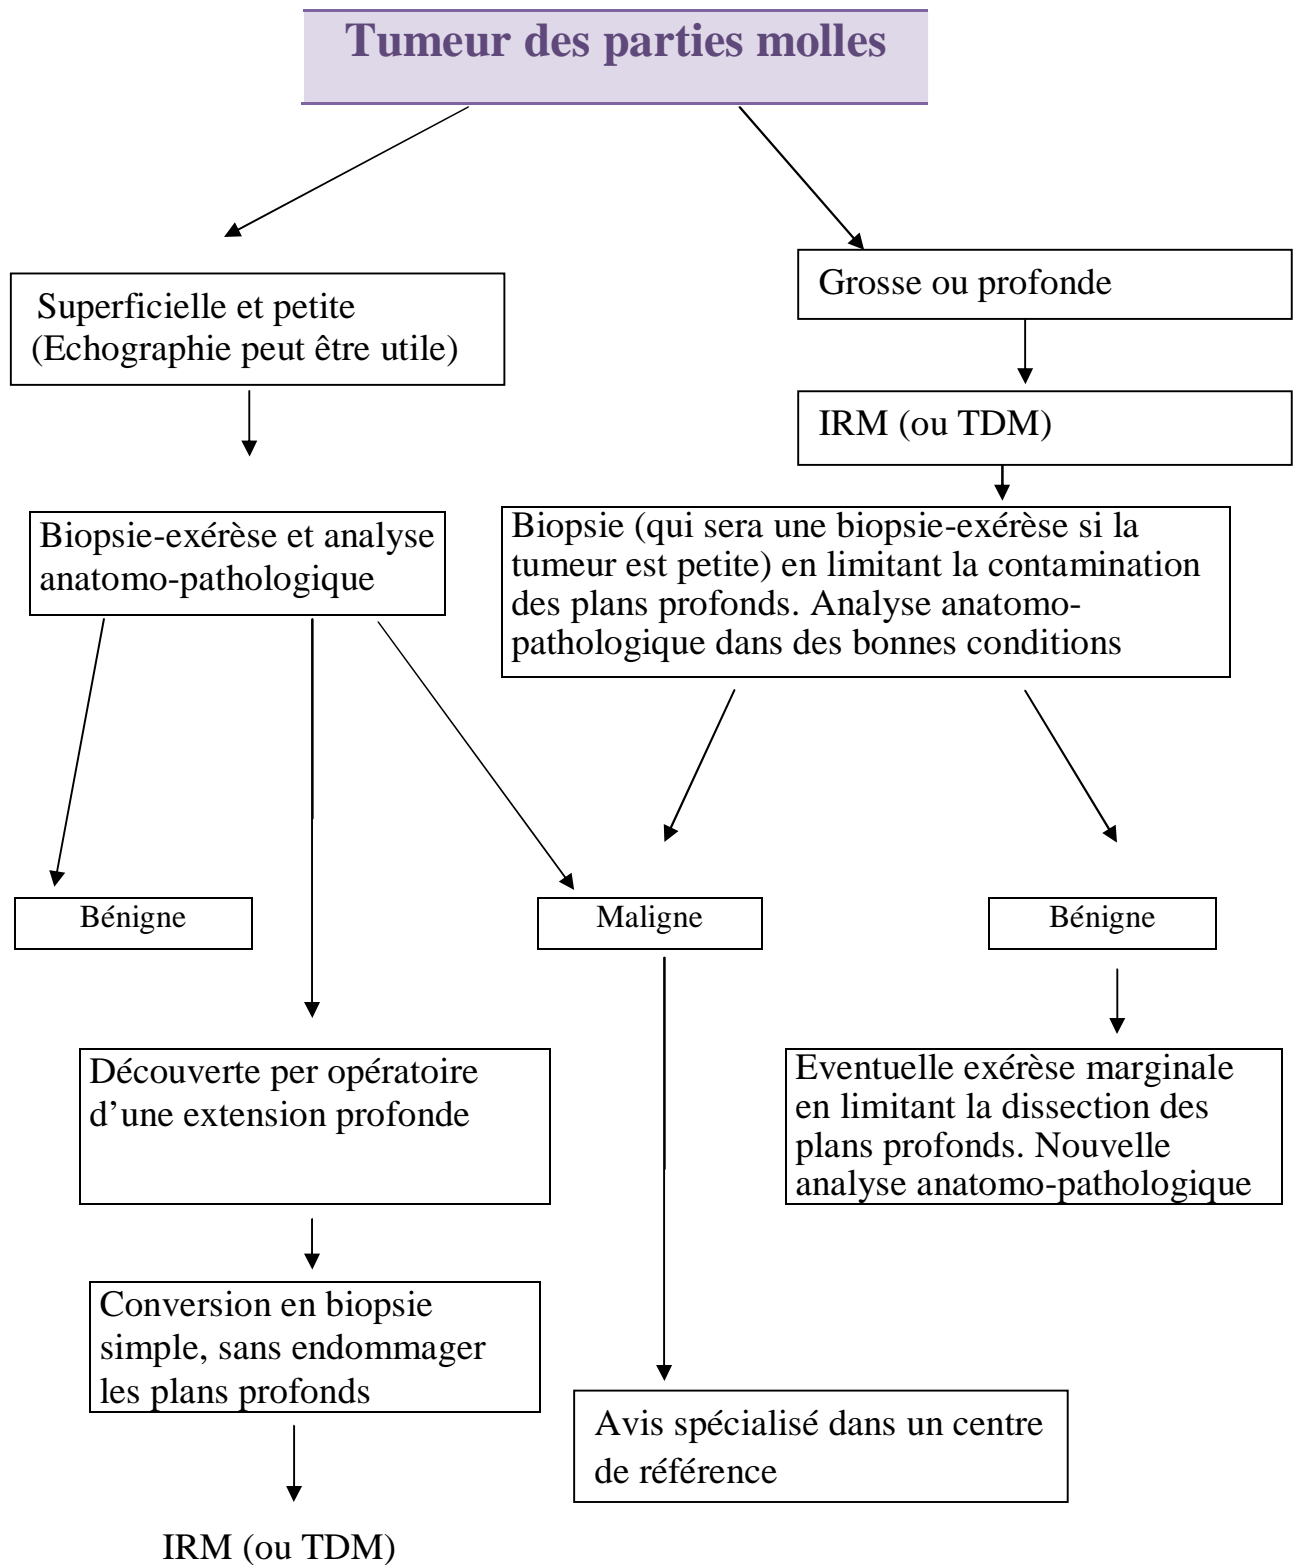 Tumeur des parties molles
Superficielle et petite
(Echographie peut être utile)
Grosse ou profonde
IRM (ou TDM)
Biopsie-exérèse et analyse
anatomo-pathologique
Biopsie (qui sera une biopsie-exérèse si la
tumeur est petite) en limitant la contamination
des plans profonds. Analyse anatomo-
pathologique dans des bonnes conditions
Bénigne
Maligne
Bénigne
Découverte per opératoire
d’une extension profonde
Eventuelle exérèse marginale
en limitant la dissection des
plans profonds. Nouvelle
analyse anatomo-pathologique
Conversion en biopsie
simple, sans endommager
les plans profonds
Avis spécialisé dans un centre
de référence
IRM (ou TDM)